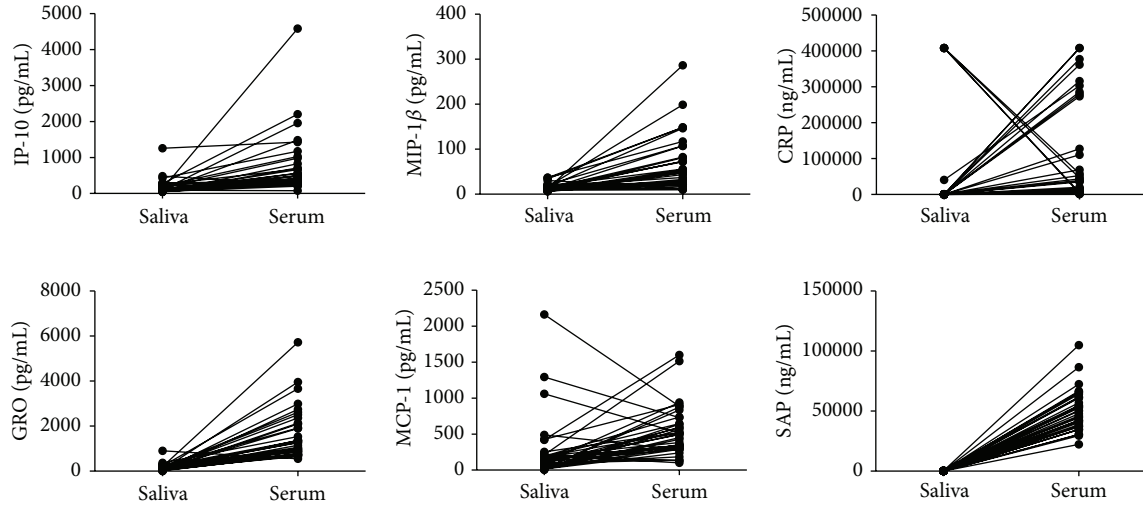 IP-10 (pg/mL)
5000
4000
3000
2000
1000
0
Saliva Serum
MIP-1β (pg/mL)
400
300
200
100
0
Saliva Serum
CRP (ng/mL)
500000
400000
300000
200000
100000
0
Saliva Serum
GRO (pg/mL)
8000
6000
4000
2000
0
Saliva Serum
MCP-1 (pg/mL)
2500
2000
1500
1000
500
0
Saliva Serum
SAP (ng/mL)
150000
100000
50000
0
Saliva Serum